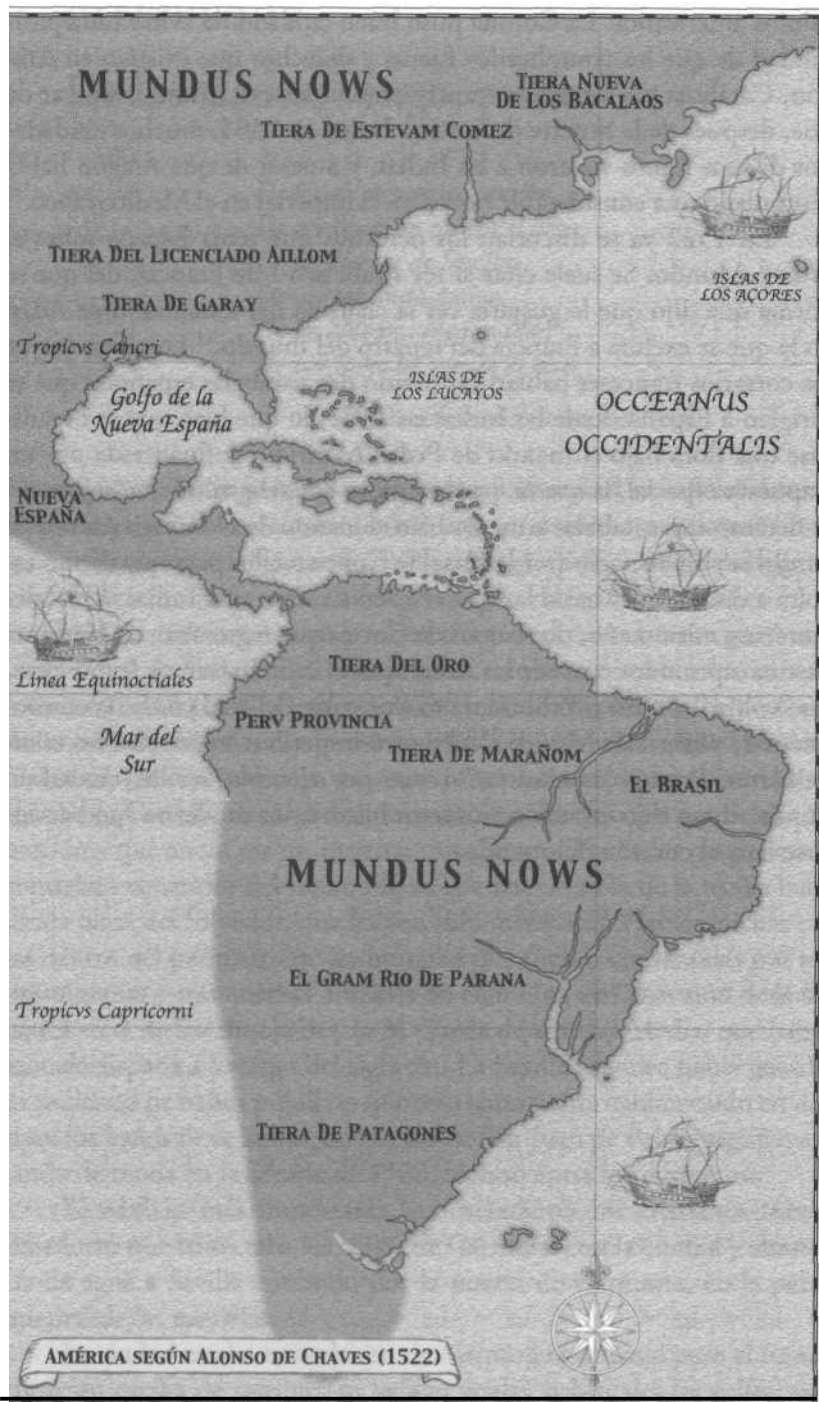 MUNDUS NOWS
TIERA NUEVA
DE LOS BACALAOS
TIERA DE ESTEVAM COMEZ
TIERA DEL LICENCIADO AILLOM
ISLAS DE
LOS AÇORES
TIERA DE GARAY
Tropicvs Cancri
Golfo de la
Nueva España
ISLAS DE
LOS LUCAYOS
OCCEANUS
OCCIDENTALIS
NUEVA
ESPAÑA
TIERA DEL ORO
Linea Equinoctiales
PERV PROVINCIA
Mar del
Sur
TIERA DE MARAÑOM
EL BRASIL
MUNDUS NOWS
EL GRAM RIO DE PARANA
Tropicvs Capricorni
TIERA DE PATAGONES
AMÉRICA SEGÚN ALONSO DE CHAVES (1522)